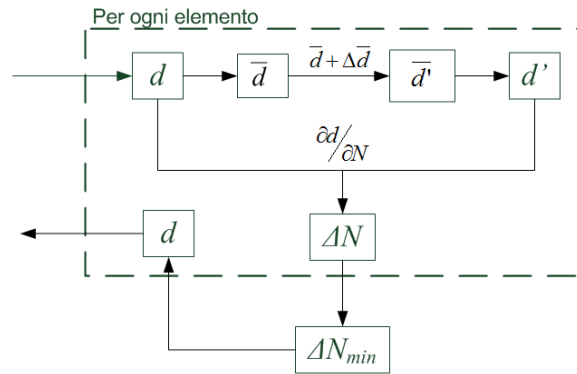 Per ogni elemento
d
d̅
d̅ + Δd̅
d̅'
d'
∂d/∂N
d
ΔN
ΔN_min